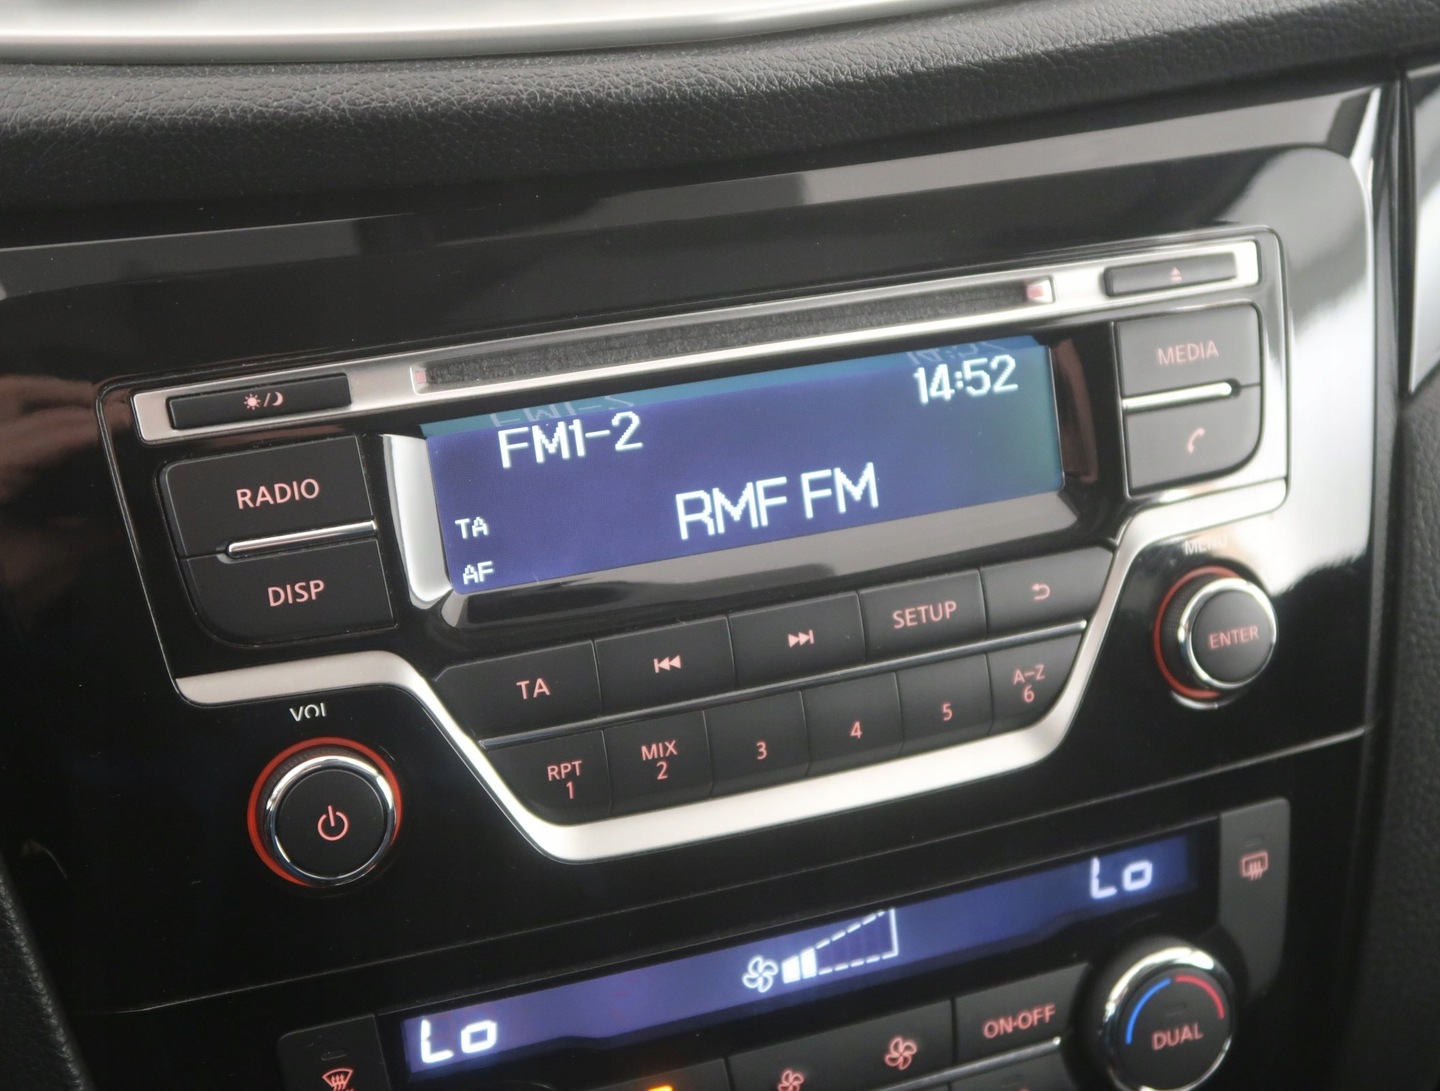 14:52
FM1-2
RMF FM
TA
AF
MEDIA
RADIO
DISP
TA
SETUP
MENU
ENTER
VOL
RPT
1
MIX
2
3
4
5
A-Z
6
Lo
Lo
ON-OFF
DUAL